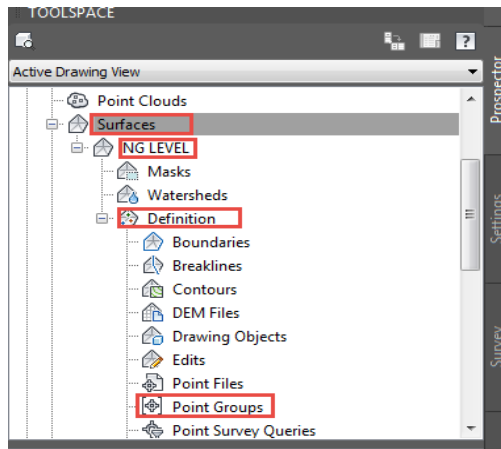 TOOLSPACE
?
Active Drawing View
Point Clouds
Surfaces
NG LEVEL
Masks
Watersheds
Definition
Boundaries
Breaklines
Contours
DEM Files
Drawing Objects
Edits
Point Files
Point Groups
Point Survey Queries
Prospector
Settings
Survey